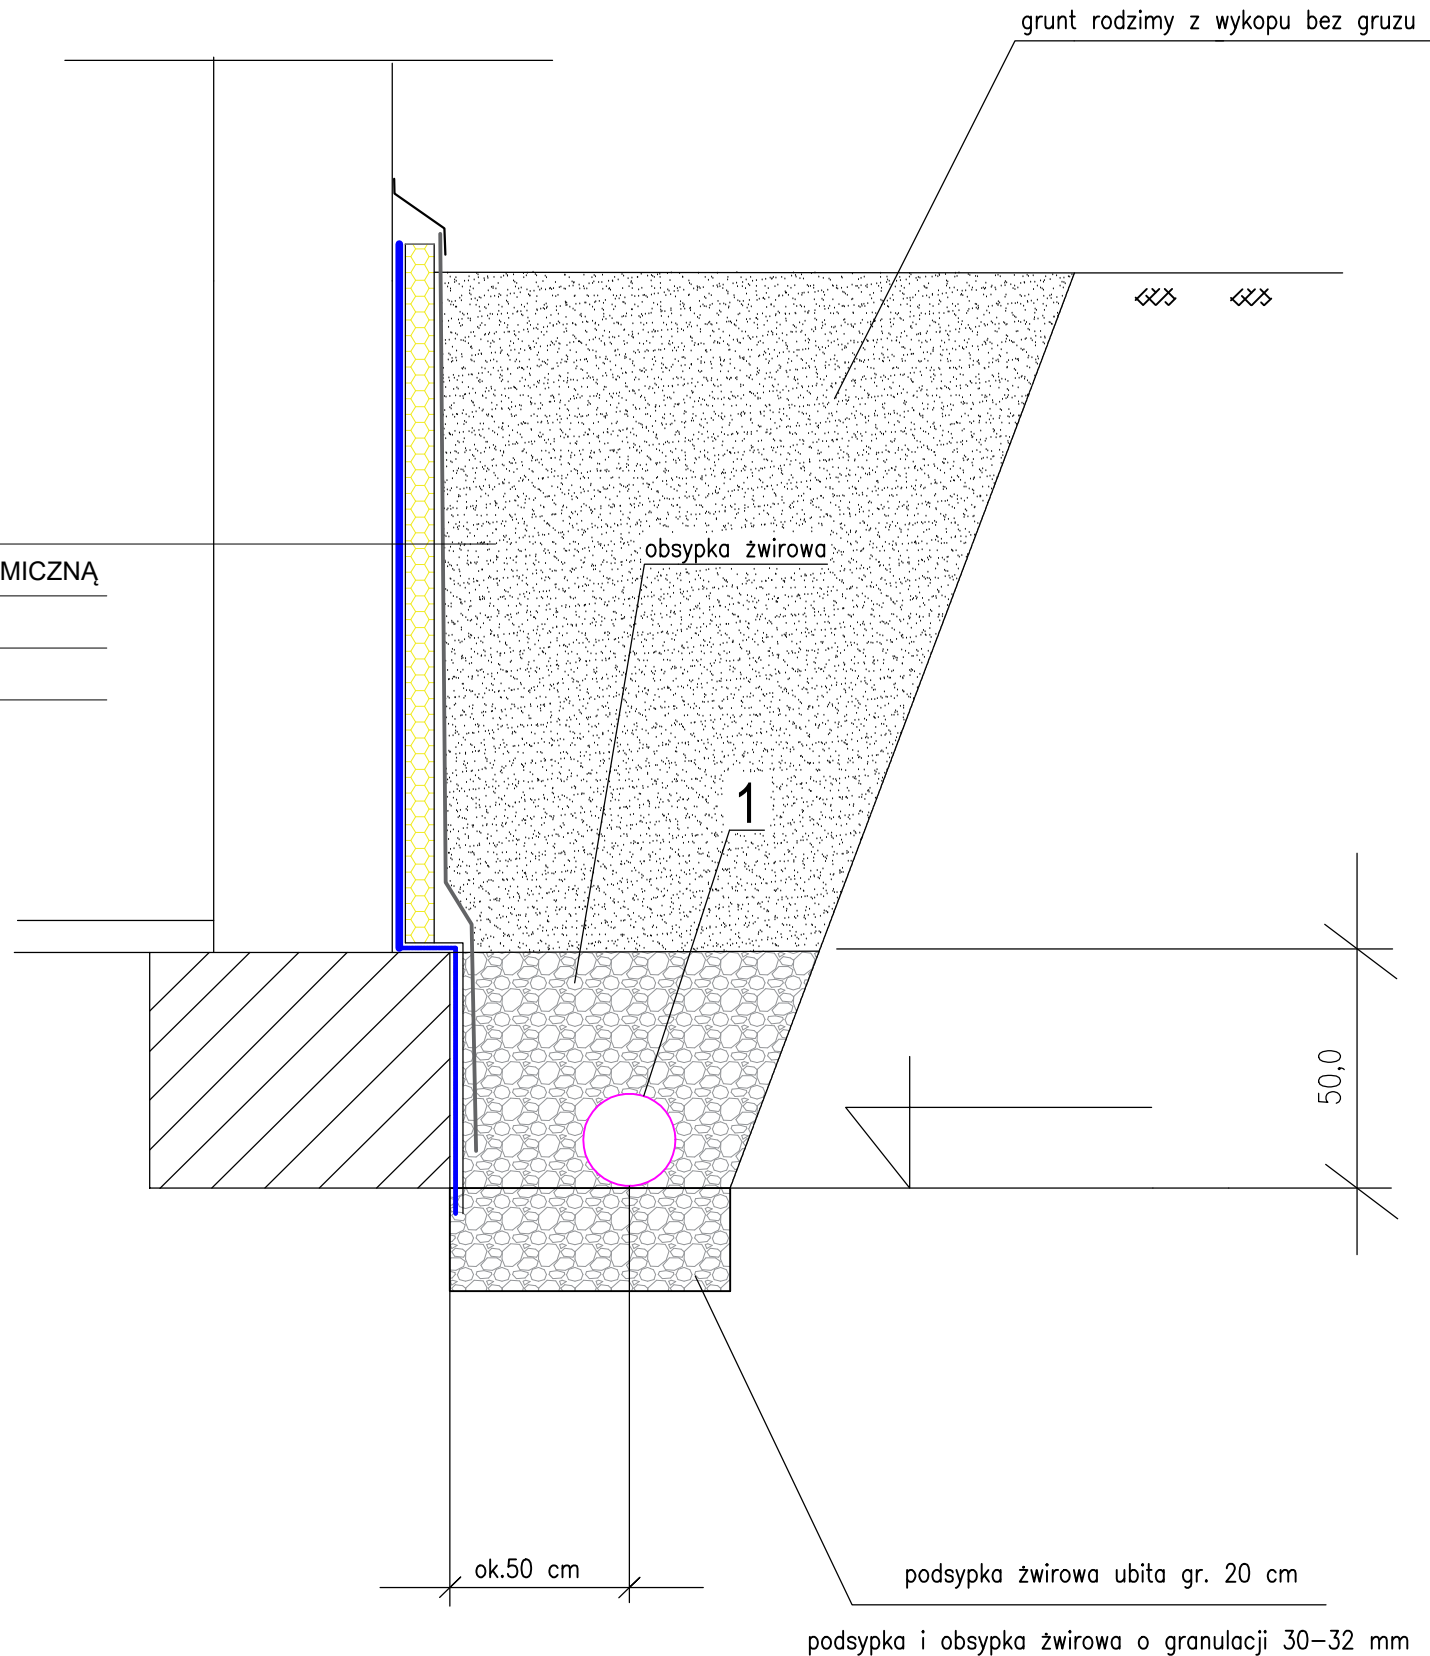 grunt rodzimy z wykopu bez gruzu
obsypka żwirowa
MICZNĄ
1
50,0
ok.50 cm
podsypka żwirowa ubita gr. 20 cm
podsypka i obsypka żwirowa o granulacji 30-32 mm